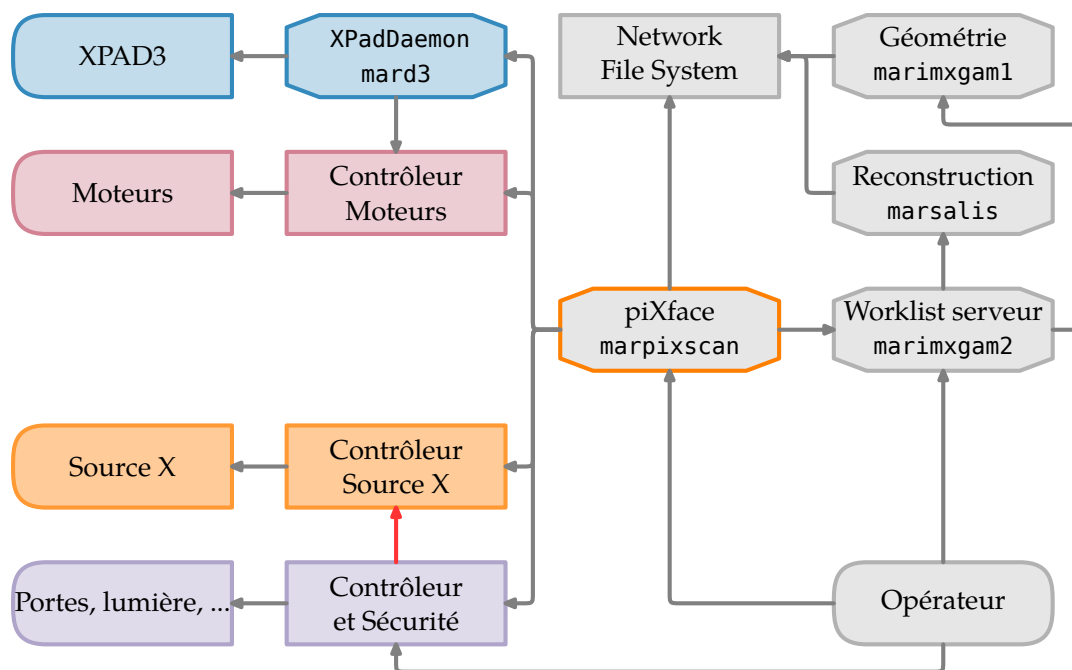 XPAD3
XPadDaemon
mard3
Network
File System
Géométrie
marimxgam1
Moteurs
Contrôleur
Moteurs
Reconstruction
marsalis
piXface
marpixscan
Worklist serveur
marimxgam2
Source X
Contrôleur
Source X
Portes, lumière, ...
Contrôleur
et Sécurité
Opérateur